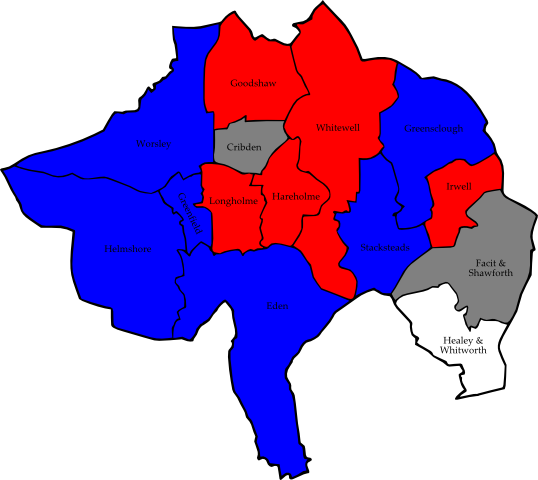 Goodshaw
Whitewell
Greensclough
Worsley
Cribden
Irwell
Longholme
Hareholme
Greenfield
Helmshore
Stacksteads
Facit &
Shawforth
Eden
Healey &
Whitworth